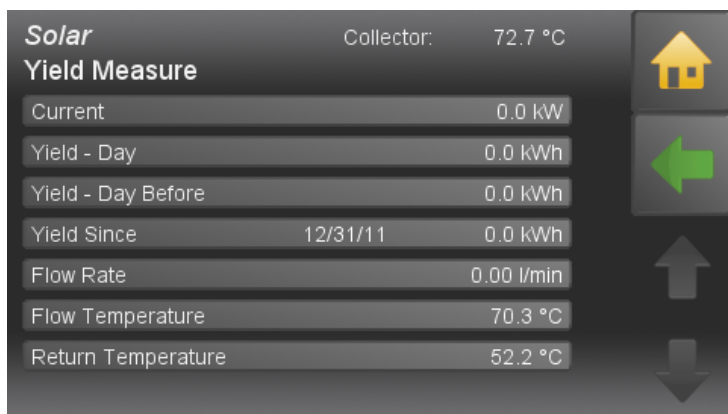 Solar Collector: 72.7 °C
Yield Measure
Current 0.0 kW
Yield - Day 0.0 kWh
Yield - Day Before 0.0 kWh
Yield Since 12/31/11 0.0 kWh
Flow Rate 0.00 l/min
Flow Temperature 70.3 °C
Return Temperature 52.2 °C